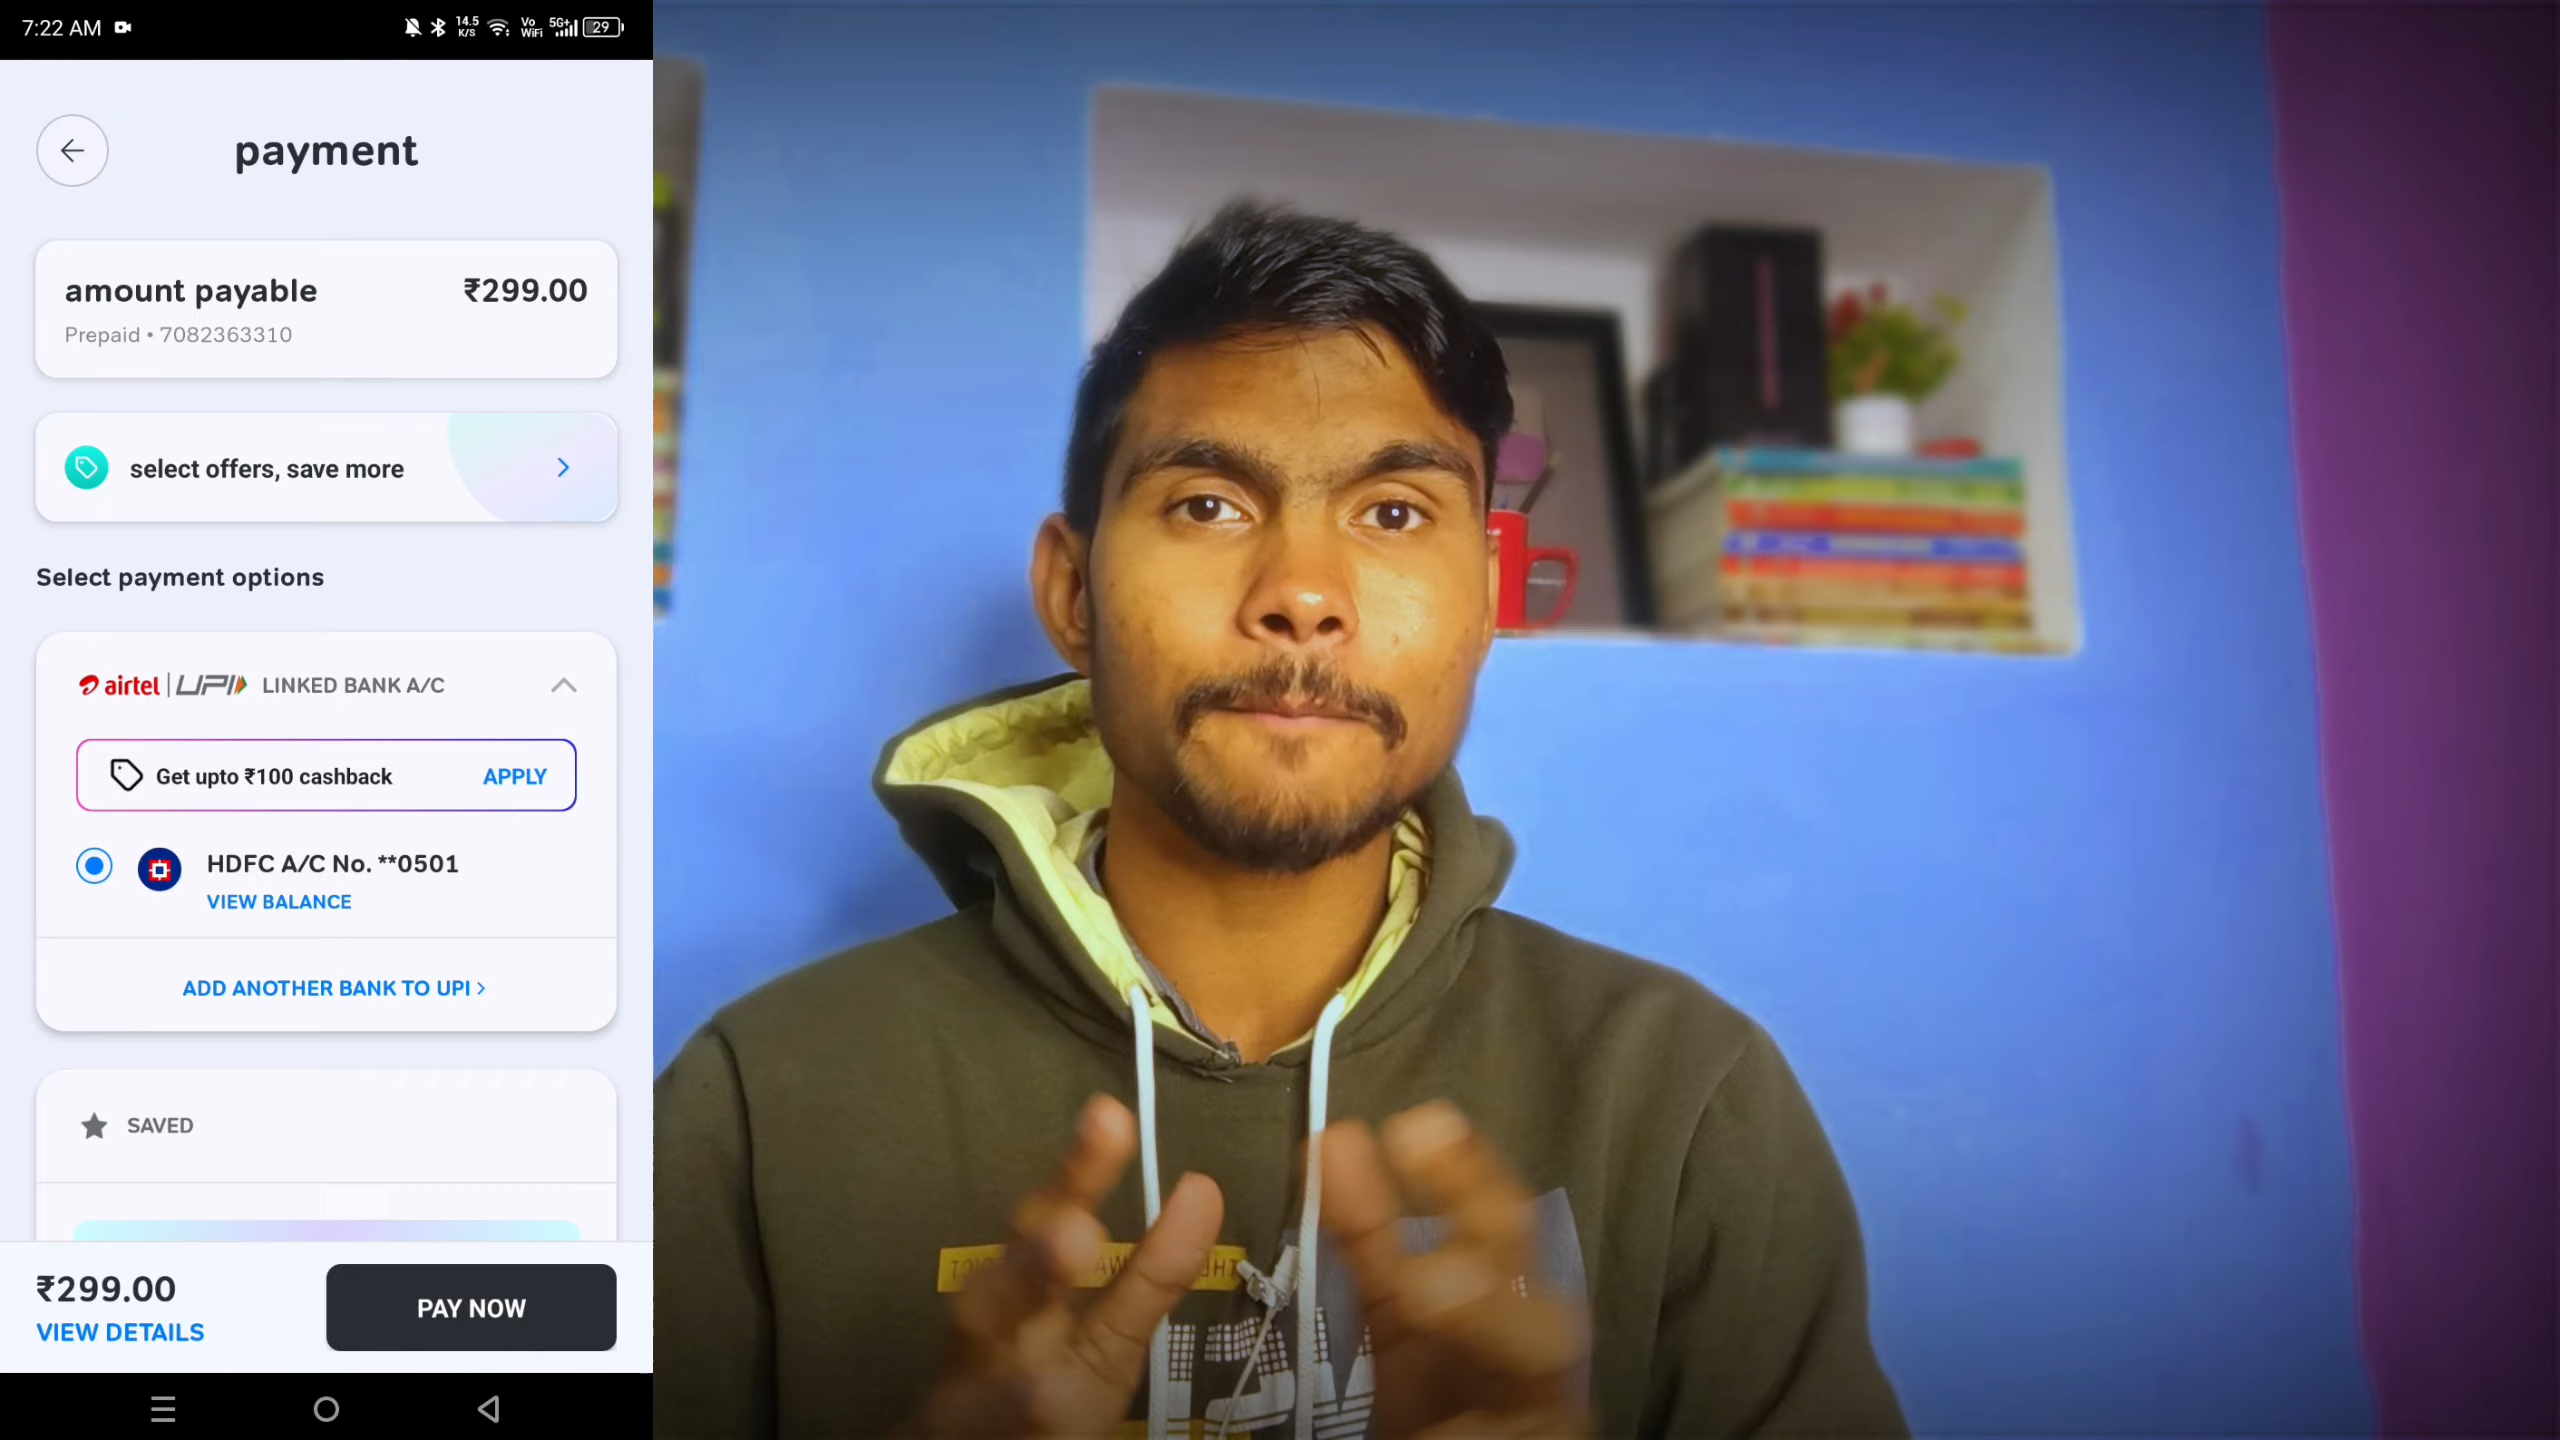 7:22 AM
14.5 K/S
Vo WiFi
5G+
29
payment
amount payable ₹299.00
Prepaid • 7082363310
select offers, save more
Select payment options
airtel | UPI LINKED BANK A/C
Get upto ₹100 cashback APPLY
HDFC A/C No. **0501
VIEW BALANCE
ADD ANOTHER BANK TO UPI >
SAVED
₹299.00
VIEW DETAILS
PAY NOW